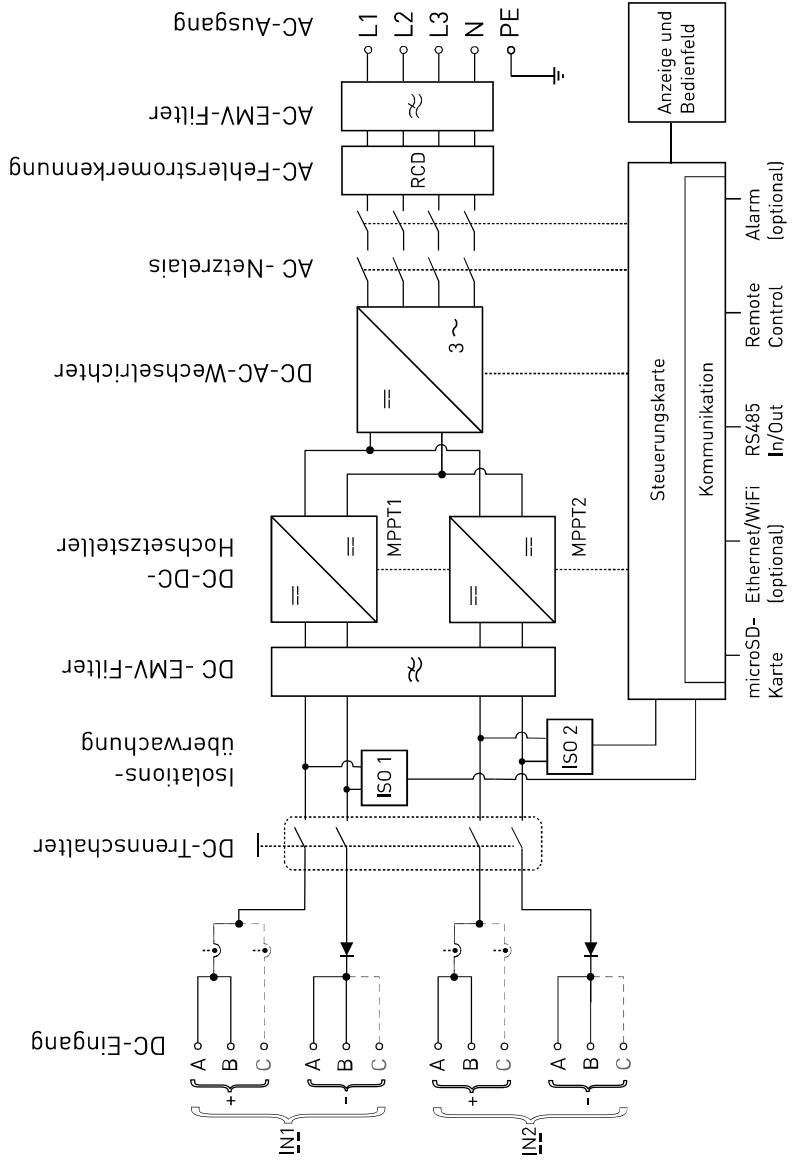 AC-Ausgang
L1
L2
L3
N
PE
AC-EMV-Filter
AC-Fehlerstromerkennung
RCD
AC -Netzrelais
DC-AC-Wechselrichter
3 ~
DC-DC-
Hochsetzsteller
MPPT1
MPPT2
DC -EMV-Filter
Isolations-
überwachung
ISO 1
ISO 2
DC-Trennschalter
DC-Eingang
A
B
C
A
B
C
A
B
C
A
B
C
+
-
+
-
IN1
IN2
Anzeige und
Bedienfeld
Steuerungskarte
Kommunikation
microSD-
Karte
Ethernet/WiFi
(optional)
RS485
In/Out
Remote
Control
Alarm
(optional)